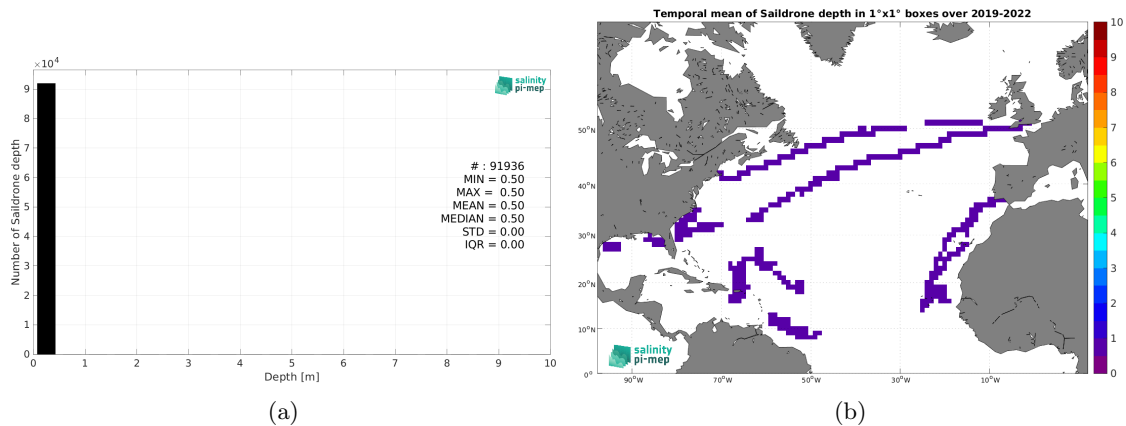 ×10⁴
9
8
7
6
5
4
3
2
1
0
Number of Saildrone depth
salinity
pi-mep
# : 91936
MIN = 0.50
MAX = 0.50
MEAN = 0.50
MEDIAN = 0.50
STD = 0.00
IQR = 0.00
0 1 2 3 4 5 6 7 8 9 10
Depth [m]
(a)
Temporal mean of Saildrone depth in 1°x1° boxes over 2019-2022
50°N
40°N
30°N
20°N
10°N
0°
90°W 70°W 50°W 30°W 10°W
salinity
pi-mep
10
9
8
7
6
5
4
3
2
1
0
(b)